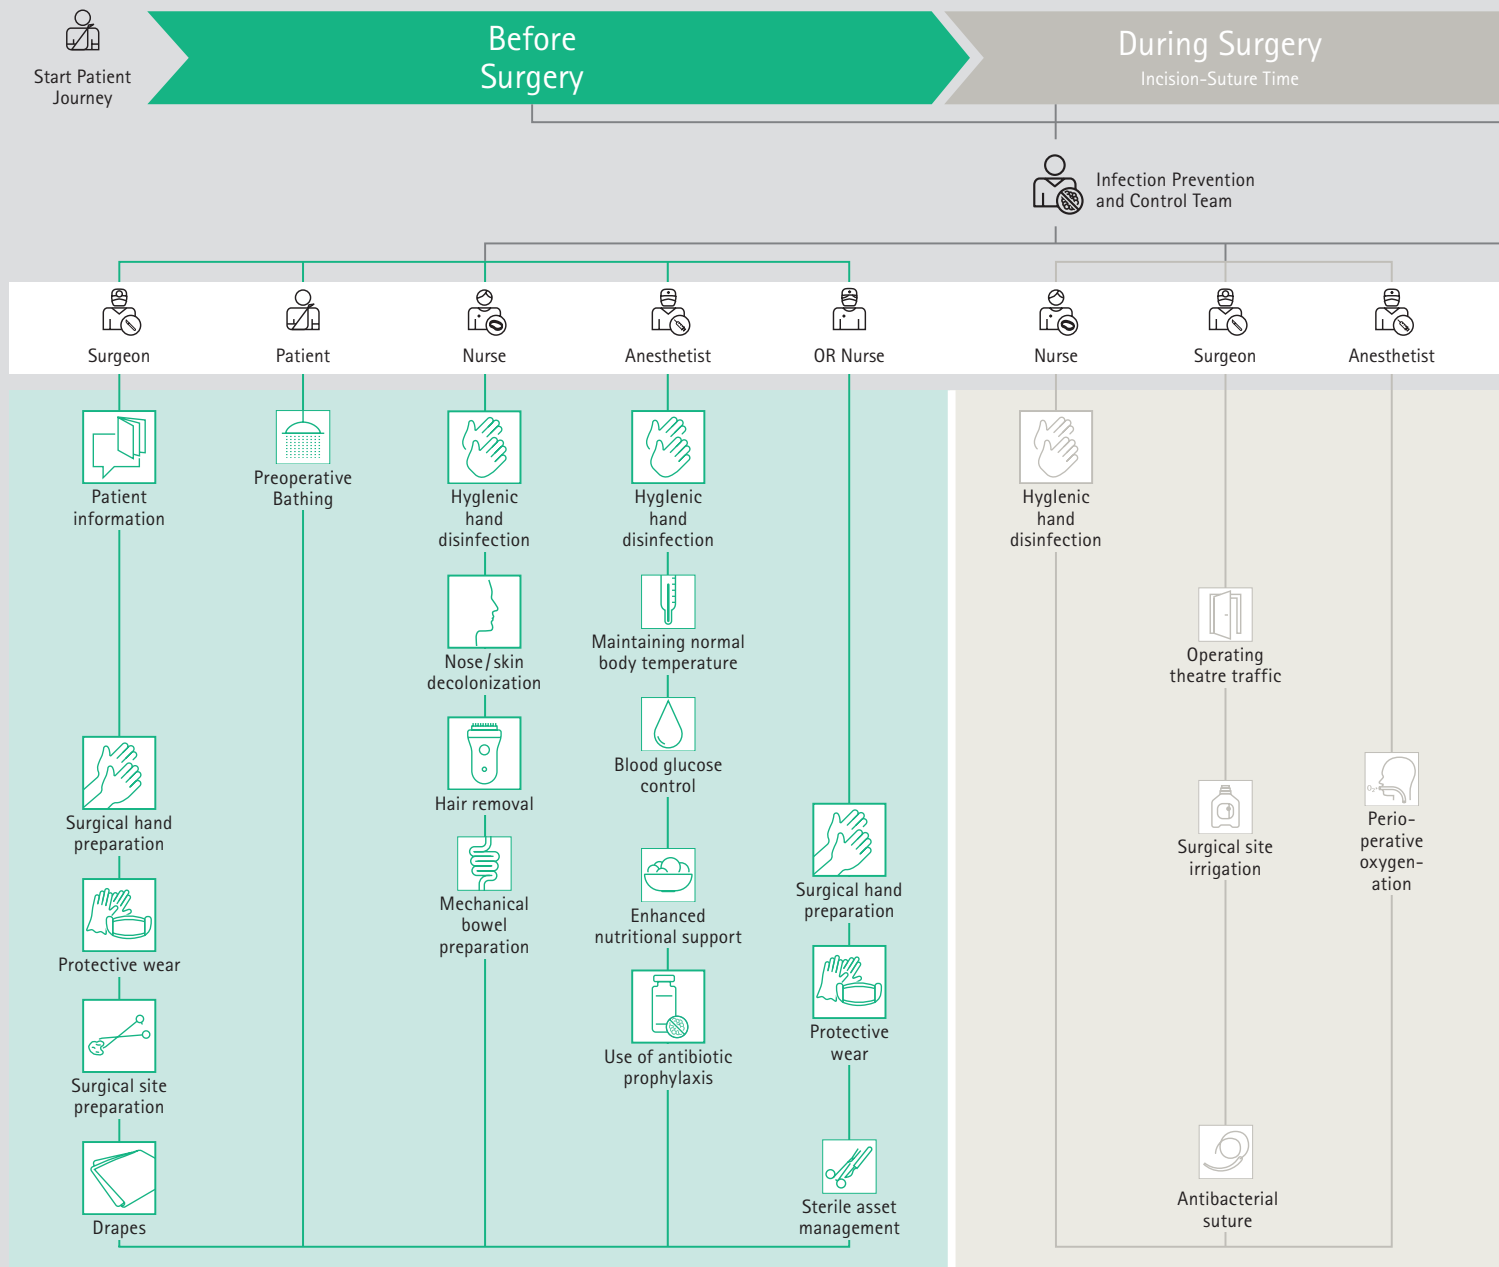 Start Patient
Journey
Before
Surgery
During Surgery
Incision-Suture Time
Infection Prevention
and Control Team
Surgeon
Patient
Nurse
Anesthetist
OR Nurse
Nurse
Surgeon
Anesthetist
Patient
information
Surgical hand
preparation
Protective wear
Surgical site
preparation
Drapes
Preoperative
Bathing
HygIenic
hand
disinfection
Nose/skin
decolonization
Hair removal
Mechanical
bowel
preparation
HygIenic
hand
disinfection
Maintaining normal
body temperature
Blood glucose
control
Enhanced
nutritional support
Use of antibiotic
prophylaxis
Surgical hand
preparation
Protective
wear
Sterile asset
management
HygIenic
hand
disinfection
Operating
theatre traffic
Surgical site
irrigation
Antibacterial
suture
O₂
Perio-
perative
oxygen-
ation